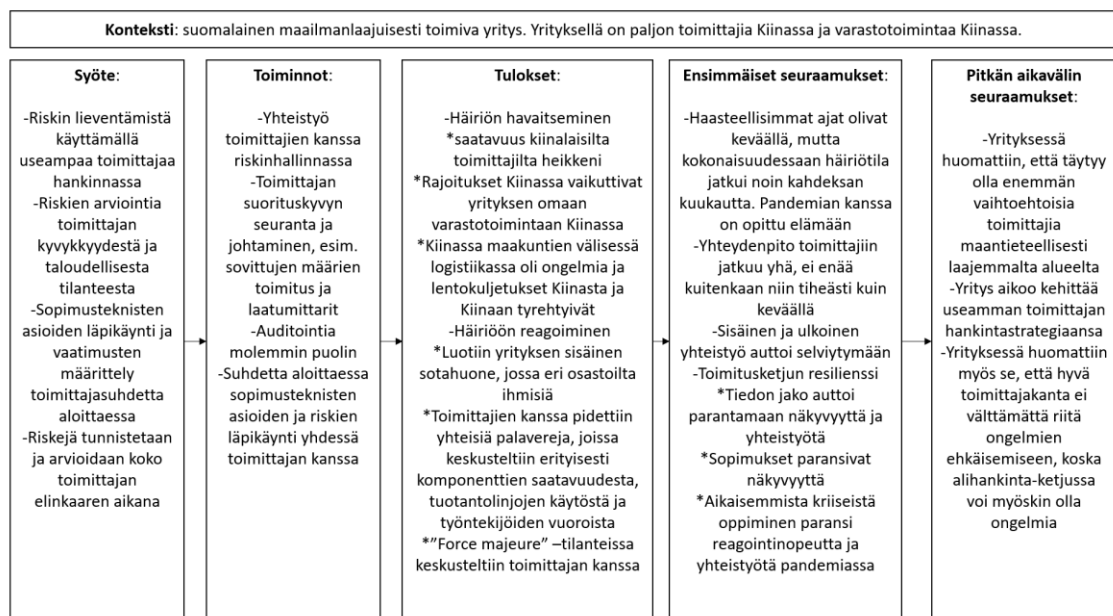 Konteksti: suomalainen maailmanlaajuisesti toimiva yritys. Yrityksellä on paljon toimittajia Kiinassa ja varastotoimintaa Kiinassa.
Syöte:
-Riskin lieventämistä
käyttämällä
useampaa toimittajaa
hankinnassa
-Riskien arviointia
toimittajan
kyvykkyydestä ja
taloudellisesta
tilanteesta
-Sopimusteknisten
asioiden läpikäynti ja
vaatimusten
määrittely
toimittajasuhdetta
aloittaessa
-Riskejä tunnistetaan
ja arvioidaan koko
toimittajan
elinkaaren aikana
Toiminnot:
-Yhteistyö
toimittajien kanssa
riskinhallinnassa
-Toimittajan
suorituskyvyn
seuranta ja
johtaminen, esim.
sovittujen määrien
toimitus ja
laatumittarit
-Auditointia
molemmin puolin
-Suhdetta aloittaessa
sopimusteknisten
asioiden ja riskien
läpikäynti yhdessä
toimittajan kanssa
Tulokset:
-Häiriön havaitseminen
*saatavuus kiinalaisilta
toimittajilta heikkeni
*Rajoitukset Kiinassa vaikuttivat
yrityksen omaan
varastotoimintaan Kiinassa
*Kiinassa maakuntien välisessä
logistiikassa oli ongelmia ja
lentokuljetukset Kiinasta ja
Kiinaan tyrehtyivät
-Häiriöön reagoiminen
*Luotiin yrityksen sisäinen
sotahuone, jossa eri osastoilta
ihmisiä
*Toimittajien kanssa pidettiin
yhteisiä palavereja, joissa
keskusteltiin erityisesti
komponenttien saatavuudesta,
tuotantolinjojen käytöstä ja
työntekijöiden vuoroista
*”Force majeure” –tilanteissa
keskusteltiin toimittajan kanssa
Ensimmäiset seuraamukset:
-Haasteellisimmat ajat olivat
keväällä, mutta
kokonaisuudessaan häiriötila
jatkui noin kahdeksan
kuukautta. Pandemian kanssa
on opittu elämään
-Yhteydenpito toimittajiin
jatkuu yhä, ei enää
kuitenkaan niin tiheästi kuin
keväällä
-Sisäinen ja ulkoinen
yhteistyö auttoi selviytymään
-Toimitusketjun resilienssi
*Tiedon jako auttoi
parantamaan näkyvyyttä ja
yhteistyötä
*Sopimukset paransivat
näkyvyyttä
*Aikaisemmista kriiseistä
oppiminen paransi
reagointinopeutta ja
yhteistyötä pandemiassa
Pitkän aikavälin
seuraamukset:
-Yrityksessä
huomattiin, että täytyy
olla enemmän
vaihtoehtoisia
toimittajia
maantieteellisesti
laajemmalta alueelta
-Yritys aikoo kehittää
useamman toimittajan
hankintastrategiaansa
-Yrityksessä huomattiin
myös se, että hyvä
toimittajakanta ei
välttämättä riitä
ongelmien
ehkäisemiseen, koska
alihankinta-ketjussa
voi myöskin olla
ongelmia